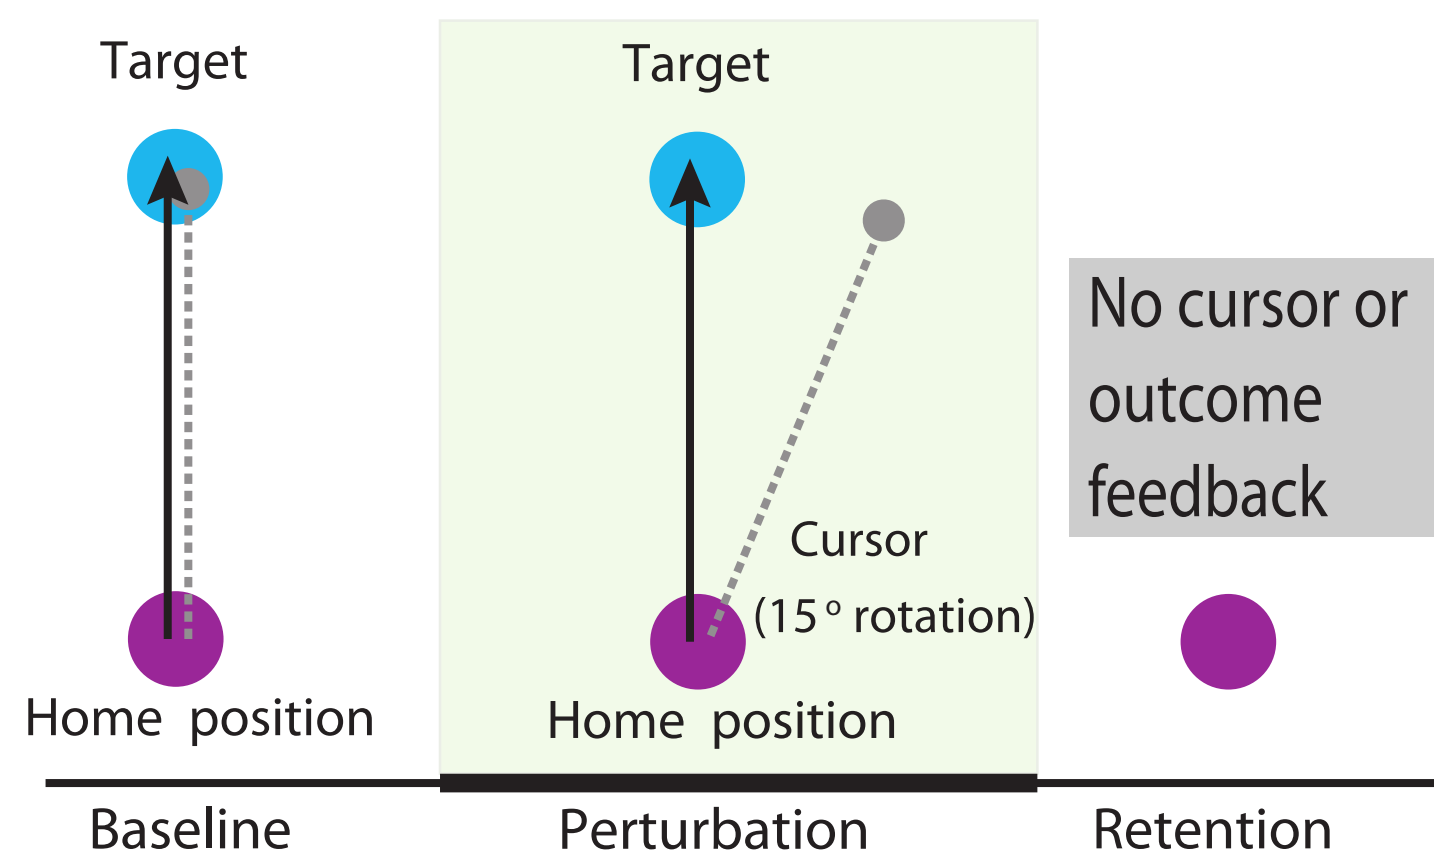 Target
Home position
Baseline
Target
Cursor
(15° rotation)
Home position
Perturbation
No cursor or
outcome
feedback
Retention